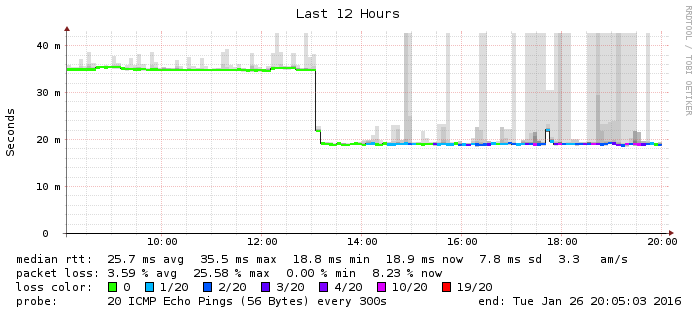 Last 12 Hours
RRDTOOL / TOBI OETIKER
Seconds
40 m
30 m
20 m
10 m
0
10:00 12:00 14:00 16:00 18:00 20:00
median rtt: 25.7 ms avg 35.5 ms max 18.8 ms min 18.9 ms now 7.8 ms sd 3.3 am/s
packet loss: 3.59 % avg 25.58 % max 0.00 % min 8.23 % now
loss color: 0 1/20 2/20 3/20 4/20 10/20 19/20
probe: 20 ICMP Echo Pings (56 Bytes) every 300s end: Tue Jan 26 20:05:03 2016